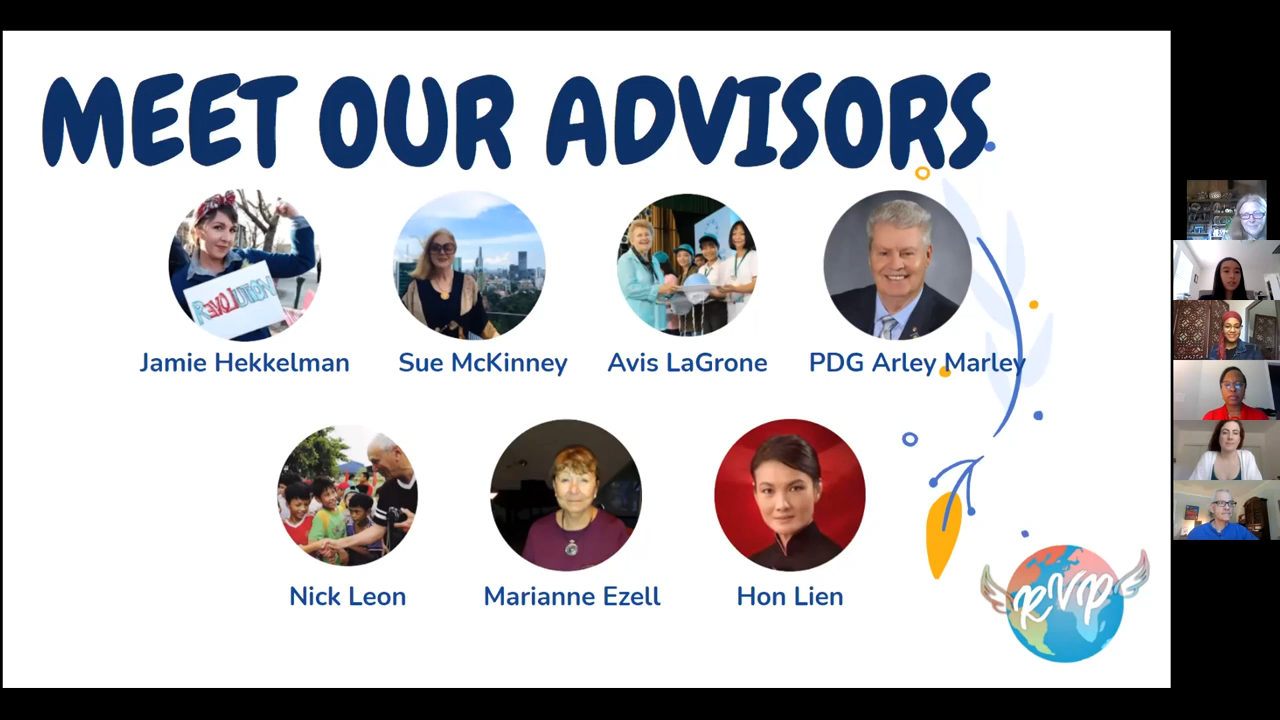 MEET OUR ADVISORS
REVOLUTION
Jamie Hekkelman
Sue McKinney
Avis LaGrone
PDG Arley Marley
Nick Leon
Marianne Ezell
Hon Lien
RVP